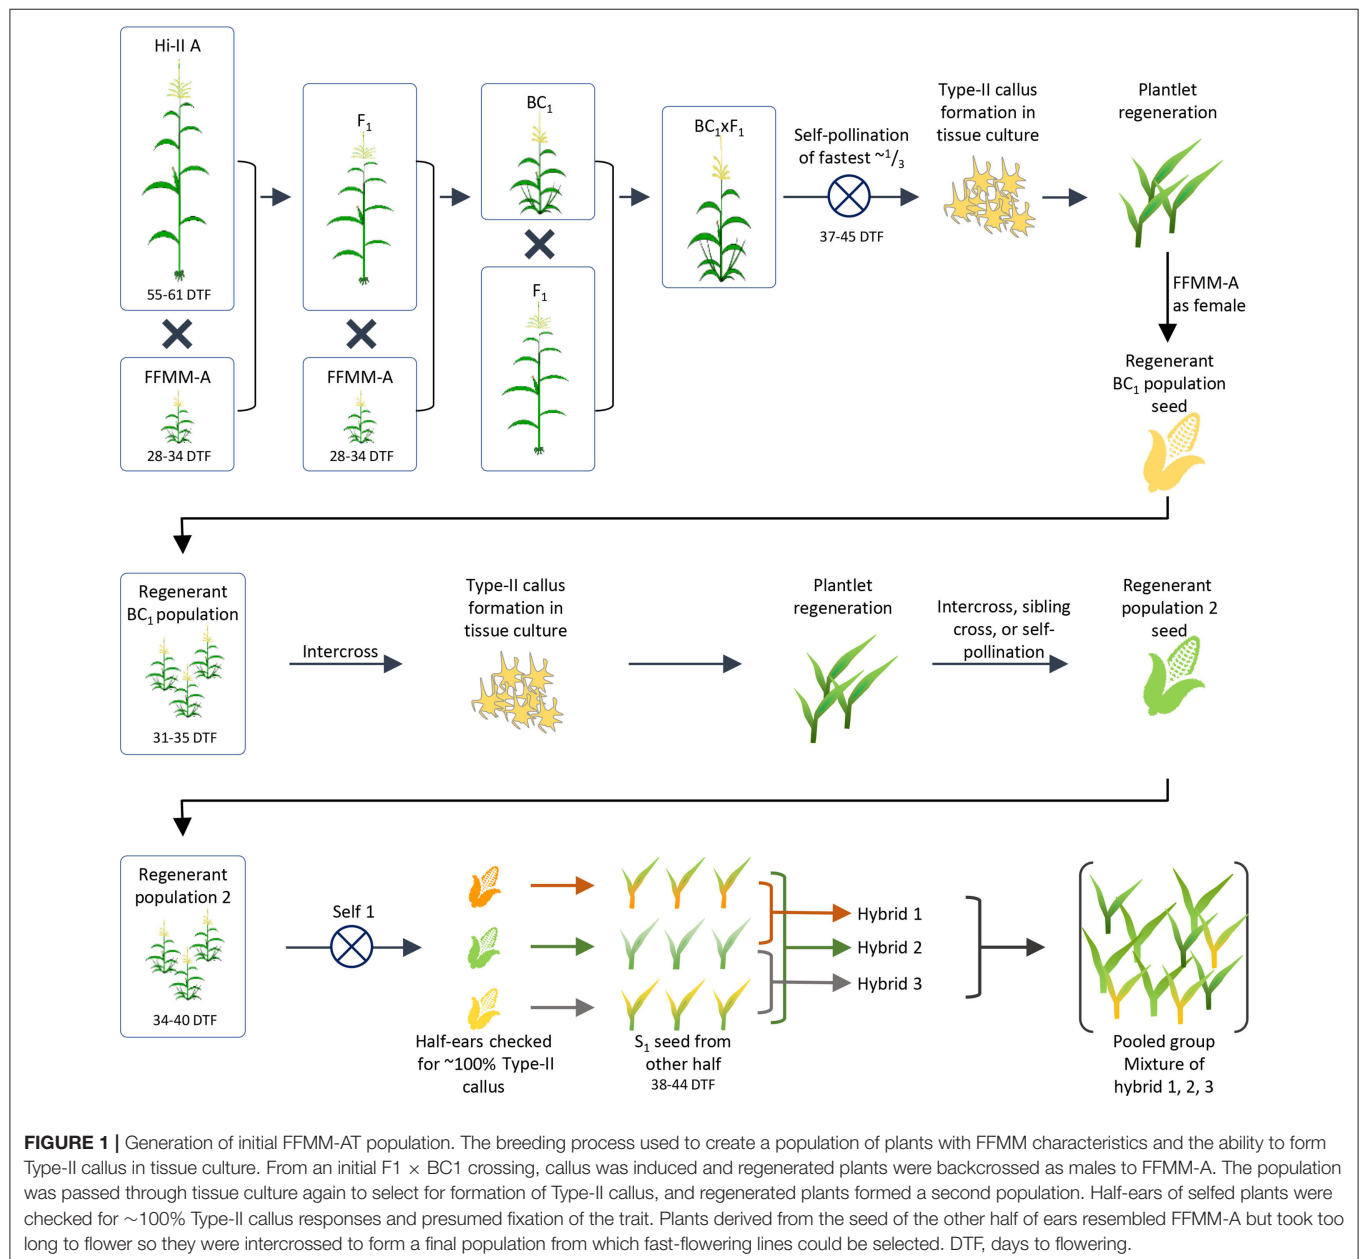 Hi-II A
55-61 DTF
FFMM-A
28-34 DTF
F1
FFMM-A
28-34 DTF
BC1
F1
BC1xF1
Self-pollination
of fastest ~1/3
37-45 DTF
Type-II callus
formation in
tissue culture
Plantlet
regeneration
FFMM-A
as female
Regenerant
BC1 population
seed
Regenerant
BC1 population
31-35 DTF
Intercross
Type-II callus
formation in
tissue culture
Plantlet
regeneration
Intercross, sibling
cross, or self-
pollination
Regenerant
population 2
seed
Regenerant
population 2
34-40 DTF
Self 1
Half-ears checked
for ~100% Type-II
callus
S1 seed from
other half
38-44 DTF
Hybrid 1
Hybrid 2
Hybrid 3
Pooled group
Mixture of
hybrid 1, 2, 3
FIGURE 1 | Generation of initial FFMM-AT population. The breeding process used to create a population of plants with FFMM characteristics and the ability to form
Type-II callus in tissue culture. From an initial F1 × BC1 crossing, callus was induced and regenerated plants were backcrossed as males to FFMM-A. The population
was passed through tissue culture again to select for formation of Type-II callus, and regenerated plants formed a second population. Half-ears of selfed plants were
checked for ∼100% Type-II callus responses and presumed fixation of the trait. Plants derived from the seed of the other half of ears resembled FFMM-A but took too
long to flower so they were intercrossed to form a final population from which fast-flowering lines could be selected. DTF, days to flowering.